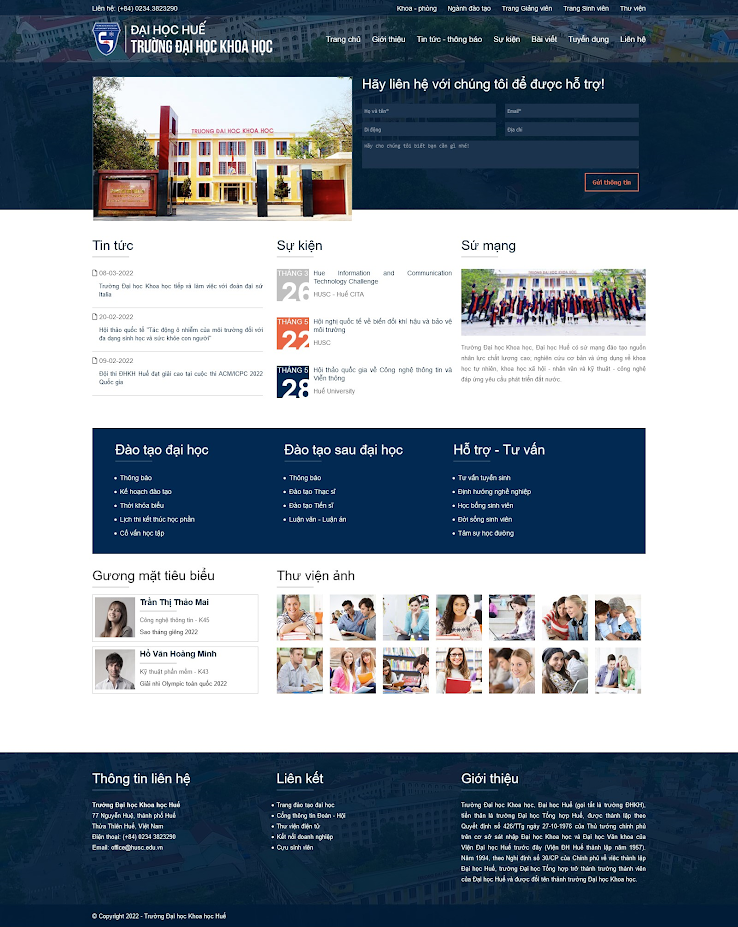 Liên hệ: (+84) 0234.3823290
Khoa - phòng Ngành đào tạo Trang Giảng viên Trang Sinh viên Thư viện
ĐẠI HỌC HUẾ
TRƯỜNG ĐẠI HỌC KHOA HỌC
Trang chủ Giới thiệu Tin tức - thông báo Sự kiện Bài viết Tuyển dụng Liên hệ
TRUONG DAI HOC KHOA HOC
Hãy liên hệ với chúng tôi để được hỗ trợ!
Họ và tên* Email*
Di động Địa chỉ
Hãy cho chúng tôi biết bạn cần gì nhé!
Gửi thông tin
Tin tức
08-03-2022
Trường Đại học Khoa học tiếp và làm việc với đoàn đại sứ
Italia
20-02-2022
Hội thảo quốc tế "Tác động ô nhiễm của môi trường đối với
đa dạng sinh học và sức khỏe con người"
09-02-2022
Đội thi ĐHKH Huế đạt giải cao tại cuộc thi ACM/ICPC 2022
Quốc gia
Sự kiện
THÁNG 3
26
Hue Information and Communication
Technology Challenge
HUSC - Huế CITA
THÁNG 5
22
Hội nghị quốc tế về biến đổi khí hậu và bảo vệ
môi trường
HUSC
THÁNG 5
28
Hội thảo quốc gia về Công nghệ thông tin và
Viễn thông
Huế University
Sứ mạng
Trường Đại học Khoa học, Đại học Huế có sứ mạng đào tạo nguồn
nhân lực chất lượng cao, nghiên cứu cơ bản và ứng dụng về khoa
học tự nhiên, khoa học xã hội - nhân văn và kỹ thuật - công nghệ
đáp ứng yêu cầu phát triển đất nước.
Đào tạo đại học
Thông báo
Kế hoạch đào tạo
Thời khóa biểu
Lịch thi kết thúc học phần
Cố vấn học tập
Đào tạo sau đại học
Thông báo
Đào tạo Thạc sĩ
Đào tạo Tiến sĩ
Luận văn - Luận án
Hỗ trợ - Tư vấn
Tư vấn tuyển sinh
Định hướng nghề nghiệp
Học bổng sinh viên
Đời sống sinh viên
Tâm sự học đường
Gương mặt tiêu biểu
Trần Thị Thảo Mai
Công nghệ thông tin - K45
Sao tháng giêng 2022
Hồ Văn Hoàng Minh
Kỹ thuật phần mềm - K43
Giải nhì Olympic toán quốc 2022
Thư viện ảnh
Thông tin liên hệ
Trường Đại học Khoa học Huế
77 Nguyễn Huệ, thành phố Huế
Thừa Thiên Huế, Việt Nam
Điện thoại: (+84) 0234 3823290
Email: office@husc.edu.vn
Liên kết
Trang đào tạo đại học
Cổng thông tin Đoàn - Hội
Thư viện điện tử
Kết nối doanh nghiệp
Cựu sinh viên
Giới thiệu
Trường Đại học Khoa học, Đại học Huế (gọi tắt là trường ĐHKH),
tiền thân là trường Đại học Tổng hợp Huế, được thành lập theo
Quyết định số 426/TTg ngày 27-10-1976 của Thủ tướng chính phủ
trên cơ sở sát nhập Đại học Khoa học và Đại học Văn khoa của
Viện Đại học Huế trước đây (Viện ĐH Huế thành lập năm 1957).
Năm 1994, theo Nghị định số 30/CP của Chính phủ về việc thành lập
Đại học Huế, trường Đại học Tổng hợp trở thành trường thành viên
của Đại học Huế và được đổi tên thành trường Đại học Khoa học.
© Copyright 2022 - Trường Đại học Khoa học Huế